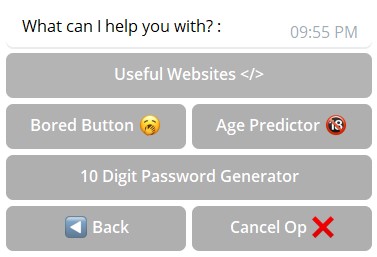 What can I help you with? :
09:55 PM
Useful Websites </>
Bored Button 🥱
Age Predictor 🔞
10 Digit Password Generator
◀️ Back
Cancel Op ❌